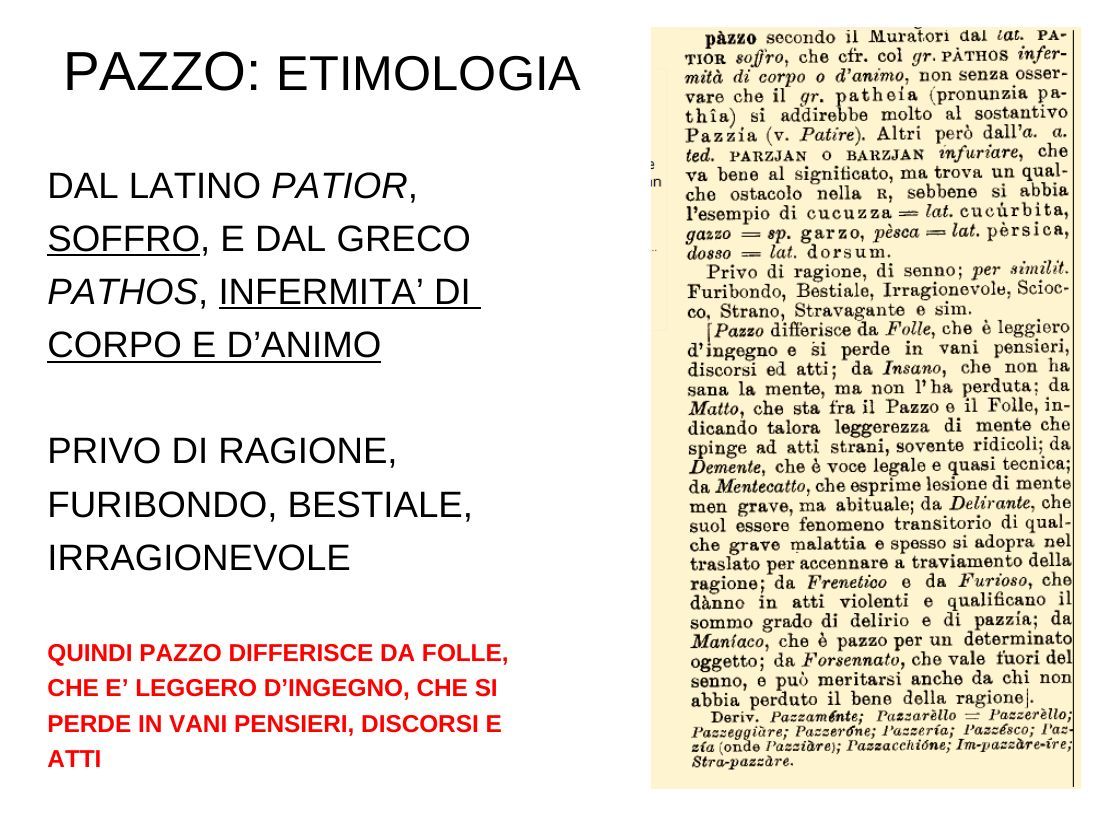 PAZZO: ETIMOLOGIA
DAL LATINO PATIOR,
SOFFRO, E DAL GRECO
PATHOS, INFERMITA’ DI
CORPO E D’ANIMO
PRIVO DI RAGIONE,
FURIBONDO, BESTIALE,
IRRAGIONEVOLE
QUINDI PAZZO DIFFERISCE DA FOLLE,
CHE E’ LEGGERO D’INGEGNO, CHE SI
PERDE IN VANI PENSIERI, DISCORSI E
ATTI
pàzzo secondo il Muratori dal lat. PA-
TIOR soffro, che cfr. col gr. PÀTHOS infer-
mità di corpo o d'animo, non senza osser-
vare che il gr. patheía (pronunzia pa-
thîa) si addirebbe molto al sostantivo
Pazzía (v. Patire). Altri però dall'a. a.
ted. PARZJAN O BARZJAN infuriare, che
va bene al significato, ma trova un qual-
che ostacolo nella R, sebbene si abbia
l'esempio di cucuzza = lat. cucúrbita,
gazzo = sp. garzo, pèsca = lat. pèrsica,
dosso = lat. dorsum.
Privo di ragione, di senno; per similit.
Furibondo, Bestiale, Irragionevole, Scioc-
co, Strano, Stravagante e sim.
[Pazzo differisce da Folle, che è leggiero
d'ingegno e si perde in vani pensieri,
discorsi ed atti; da Insano, che non ha
sana la mente, ma non l'ha perduta; da
Matto, che sta fra il Pazzo e il Folle, in-
dicando talora leggerezza di mente che
spinge ad atti strani, sovente ridicoli; da
Demente, che è voce legale e quasi tecnica;
da Mentecatto, che esprime lesione di mente
men grave, ma abituale; da Delirante, che
suol essere fenomeno transitorio di qual-
che grave malattia e spesso si adopra nel
traslato per accennare a traviamento della
ragione; da Frenetico e da Furioso, che
dànno in atti violenti e qualificano il
sommo grado di delirio e di pazzía; da
Maníaco, che è pazzo per un determinato
oggetto; da Forsennato, che vale fuori del
senno, e può meritarsi anche da chi non
abbia perduto il bene della ragione].
Deriv. Pazzaménte; Pazzarèllo = Pazzerèllo;
Pazzeggiàre; Pazzeróne; Pazzería; Pazzésco; Paz-
zía (onde Pazziàre); Pazzacchióne; Im-pazzàre-íre;
Stra-pazzàre.